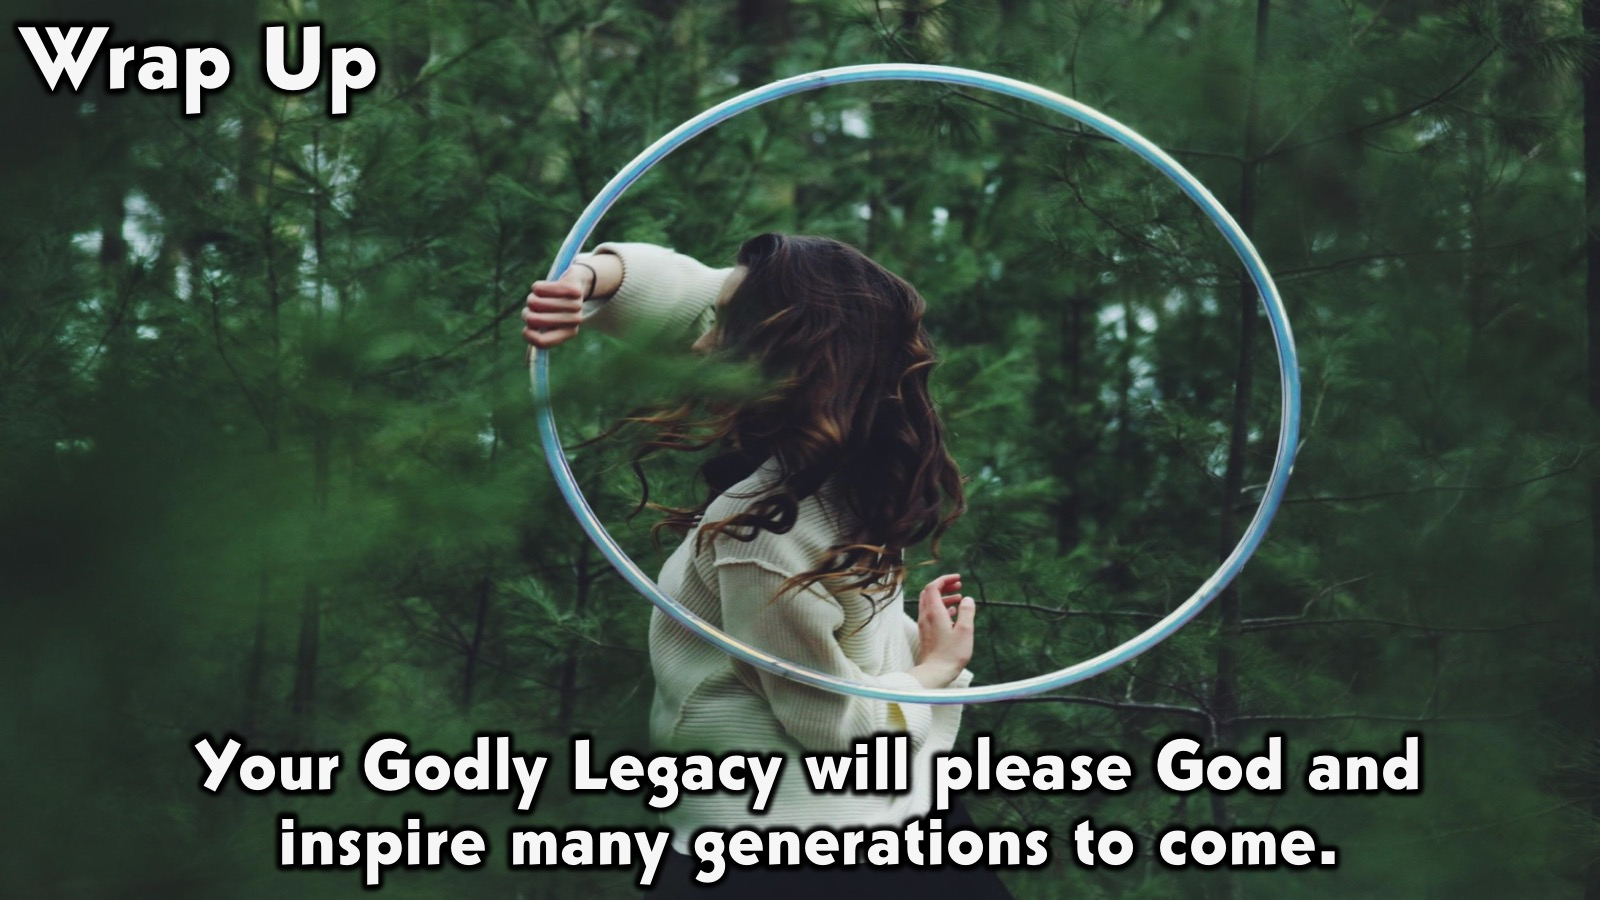 Wrap Up
Your Godly Legacy will please God and
inspire many generations to come.